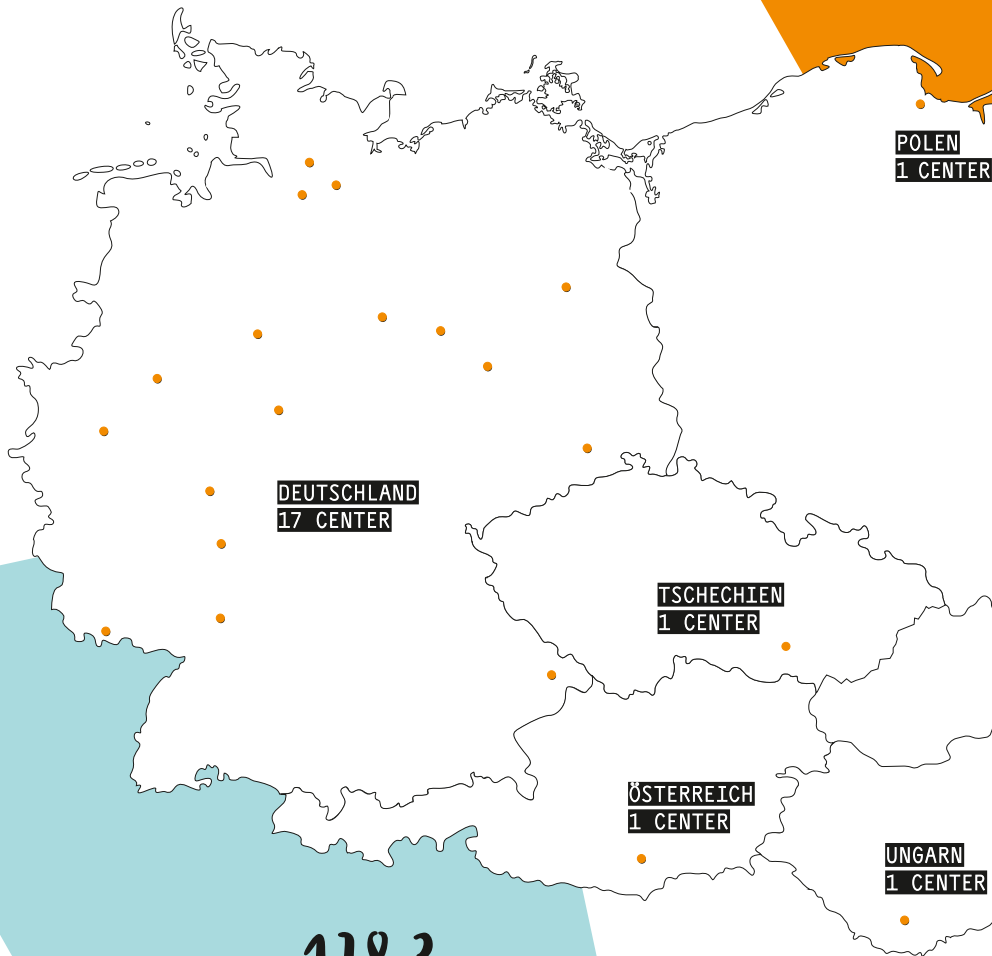 POLEN
1 CENTER
DEUTSCHLAND
17 CENTER
TSCHECHIEN
1 CENTER
ÖSTERREICH
1 CENTER
UNGARN
1 CENTER